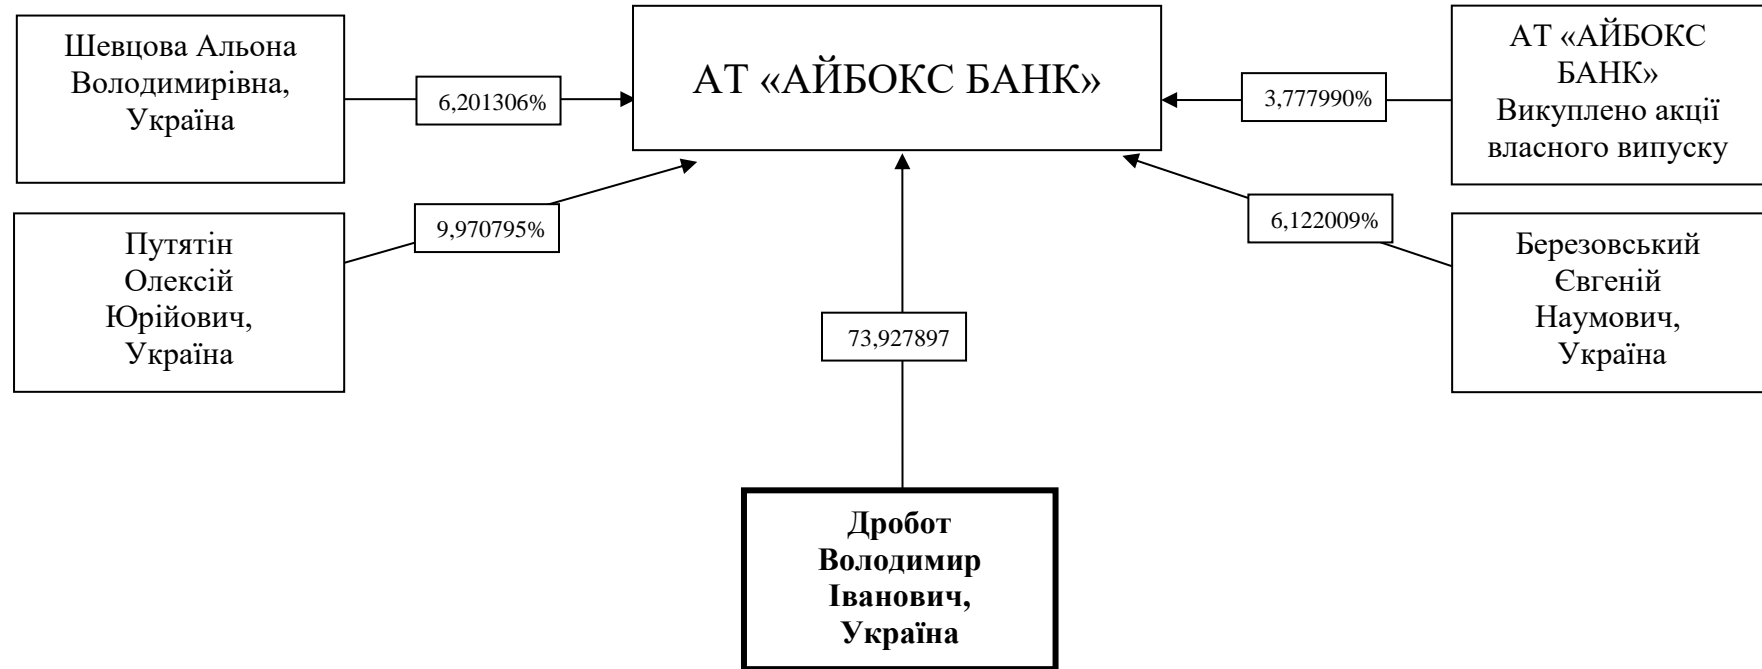 Шевцова Альона
Володимирівна,
Україна
6,201306%
АТ «АЙБОКС БАНК»
3,777990%
АТ «АЙБОКС
БАНК»
Викуплено акції
власного випуску
Путятін
Олексій
Юрійович,
Україна
9,970795%
6,122009%
Березовський
Євгеній
Наумович,
Україна
73,927897
Дробот
Володимир
Іванович,
Україна